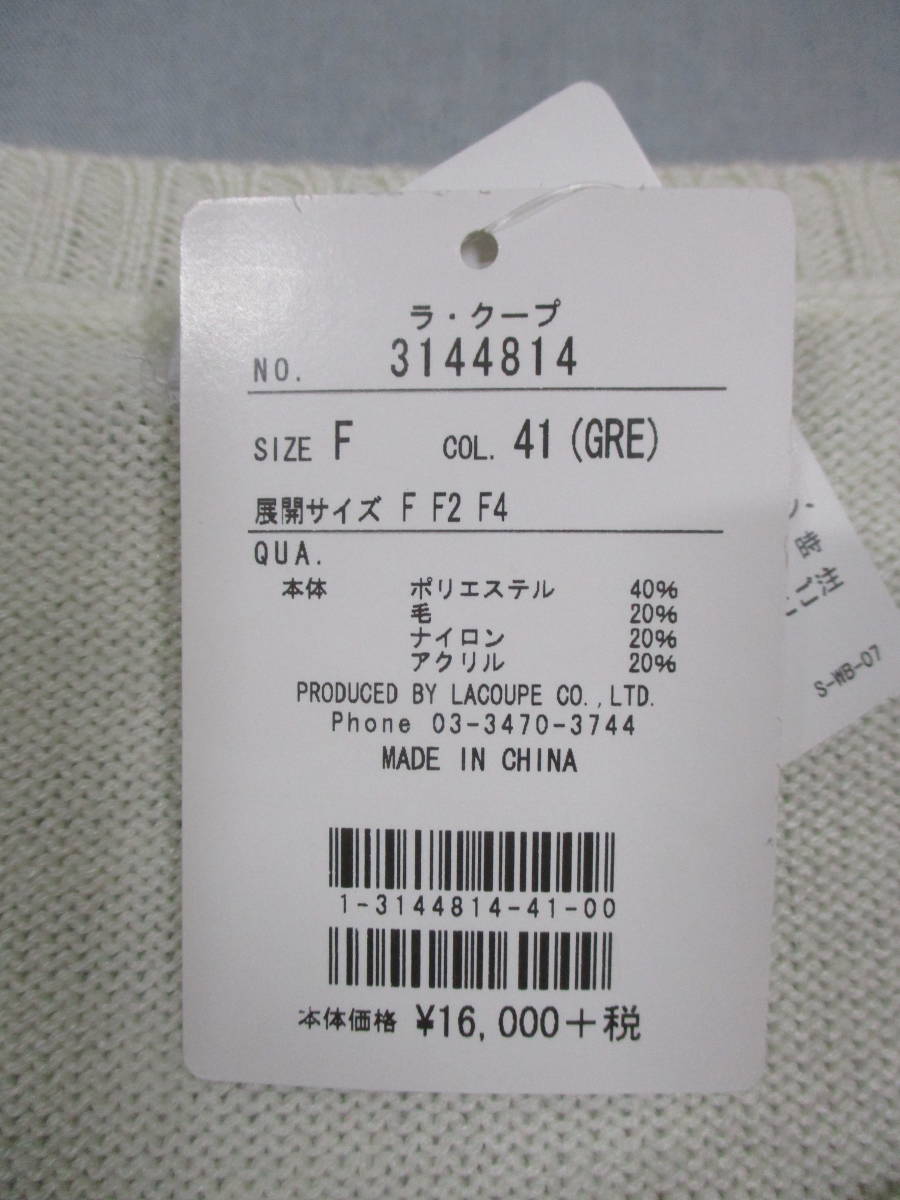 ラ・クープ
NO. 3144814
SIZE F COL. 41 (GRE)
展開サイズ F F2 F4
QUA.
本体 ポリエステル 40%
毛 20%
ナイロン 20%
アクリル 20%
PRODUCED BY LACOUPE CO.,LTD.
Phone 03-3470-3744
MADE IN CHINA
1-3144814-41-00
本体価格 ¥16,000+税
時
ご注
S-WB-07